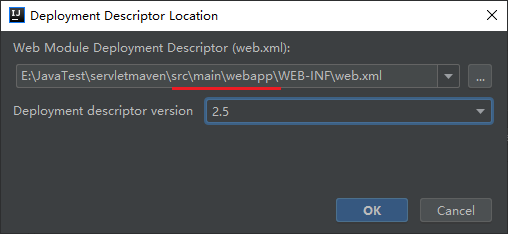 IJ
Deployment Descriptor Location
Web Module Deployment Descriptor (web.xml):
E:\JavaTest\servletmaven\src\main\webapp\WEB-INF\web.xml
...
Deployment descriptor version
2.5
OK
Cancel